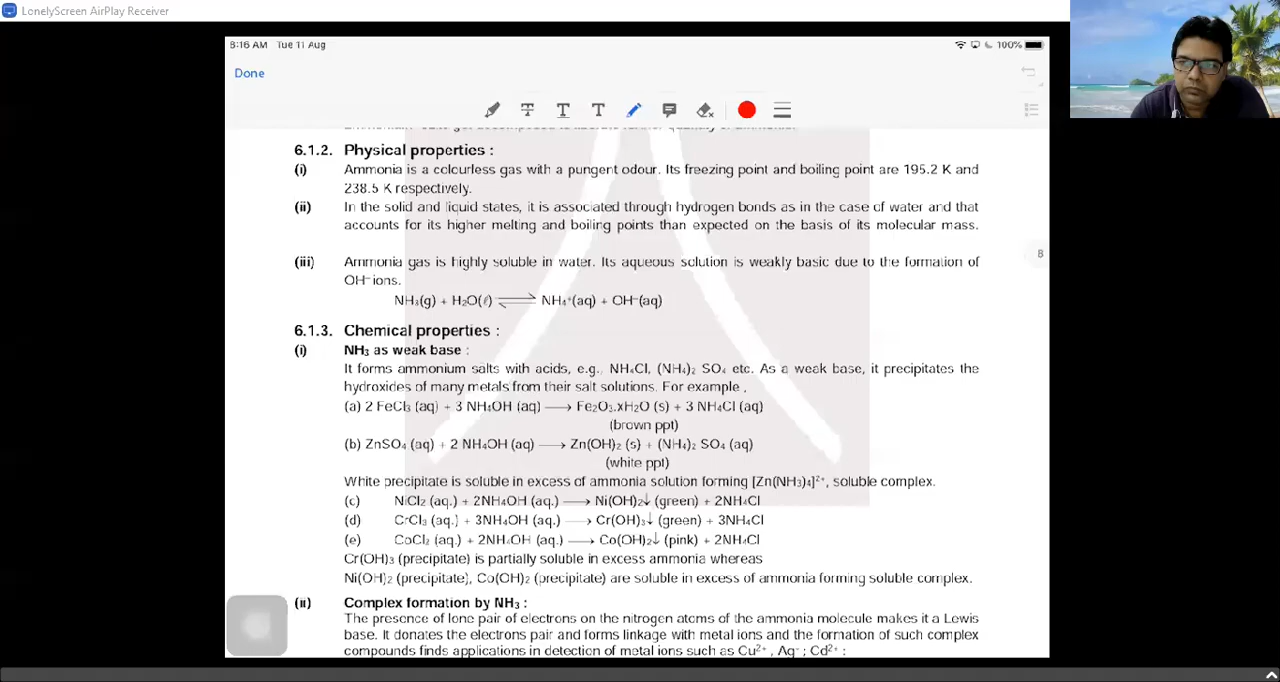 LonelyScreen AirPlay Receiver
8:16 AM Tue 11 Aug
100%
Done
6.1.2. Physical properties :
(i) Ammonia is a colourless gas with a pungent odour. Its freezing point and boiling point are 195.2 K and
238.5 K respectively.
(ii) In the solid and liquid states, it is associated through hydrogen bonds as in the case of water and that
accounts for its higher melting and boiling points than expected on the basis of its molecular mass.
8
(iii) Ammonia gas is highly soluble in water. Its aqueous solution is weakly basic due to the formation of
OH⁻ ions.
NH₃(g) + H₂O(ℓ) ⇌ NH₄⁺(aq) + OH⁻(aq)
6.1.3. Chemical properties :
(i) NH₃ as weak base :
It forms ammonium salts with acids, e.g., NH₄Cl, (NH₄)₂ SO₄ etc. As a weak base, it precipitates the
hydroxides of many metals from their salt solutions. For example ,
(a) 2 FeCl₃ (aq) + 3 NH₄OH (aq) ⟶ Fe₂O₃.xH₂O (s) + 3 NH₄Cl (aq)
(brown ppt)
(b) ZnSO₄ (aq) + 2 NH₄OH (aq) ⟶ Zn(OH)₂ (s) + (NH₄)₂ SO₄ (aq)
(white ppt)
White precipitate is soluble in excess of ammonia solution forming [Zn(NH₃)₄]²⁺, soluble complex.
(c) NiCl₂ (aq.) + 2NH₄OH (aq.) ⟶ Ni(OH)₂↓ (green) + 2NH₄Cl
(d) CrCl₃ (aq.) + 3NH₄OH (aq.) ⟶ Cr(OH)₃↓ (green) + 3NH₄Cl
(e) CoCl₂ (aq.) + 2NH₄OH (aq.) ⟶ Co(OH)₂↓ (pink) + 2NH₄Cl
Cr(OH)₃ (precipitate) is partially soluble in excess ammonia whereas
Ni(OH)₂ (precipitate), Co(OH)₂ (precipitate) are soluble in excess of ammonia forming soluble complex.
(ii) Complex formation by NH₃ :
The presence of lone pair of electrons on the nitrogen atoms of the ammonia molecule makes it a Lewis
base. It donates the electrons pair and forms linkage with metal ions and the formation of such complex
compounds finds applications in detection of metal ions such as Cu²⁺ , Ag⁺ ; Cd²⁺ :